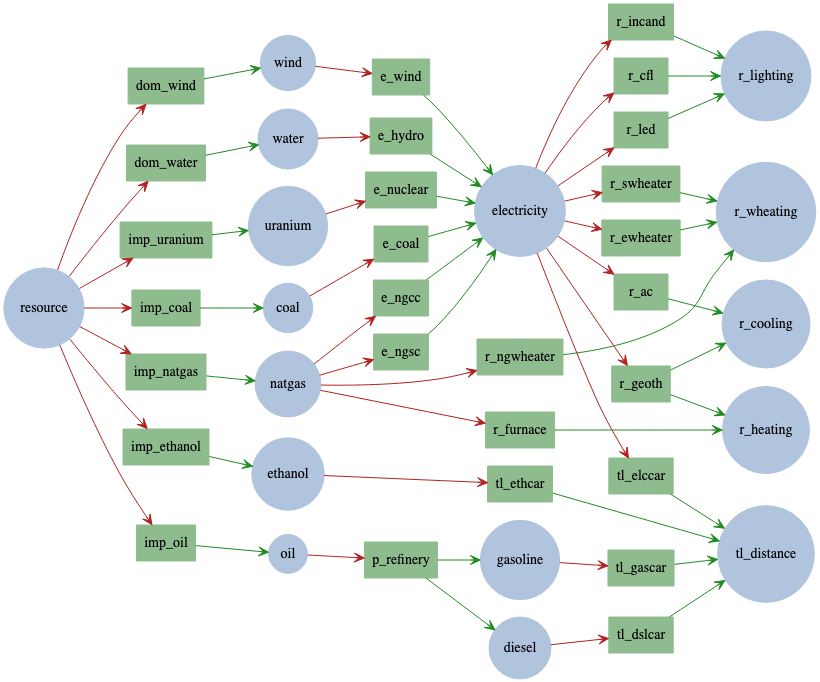 resource
dom_wind
dom_water
imp_uranium
imp_coal
imp_natgas
imp_ethanol
imp_oil
wind
water
uranium
coal
natgas
ethanol
oil
e_wind
e_hydro
e_nuclear
e_coal
e_ngcc
e_ngsc
p_refinery
electricity
r_ngwheater
r_furnace
tl_ethcar
gasoline
diesel
r_incand
r_cfl
r_led
r_swheater
r_ewheater
r_ac
r_geoth
tl_elccar
tl_gascar
tl_dslcar
r_lighting
r_wheating
r_cooling
r_heating
tl_distance